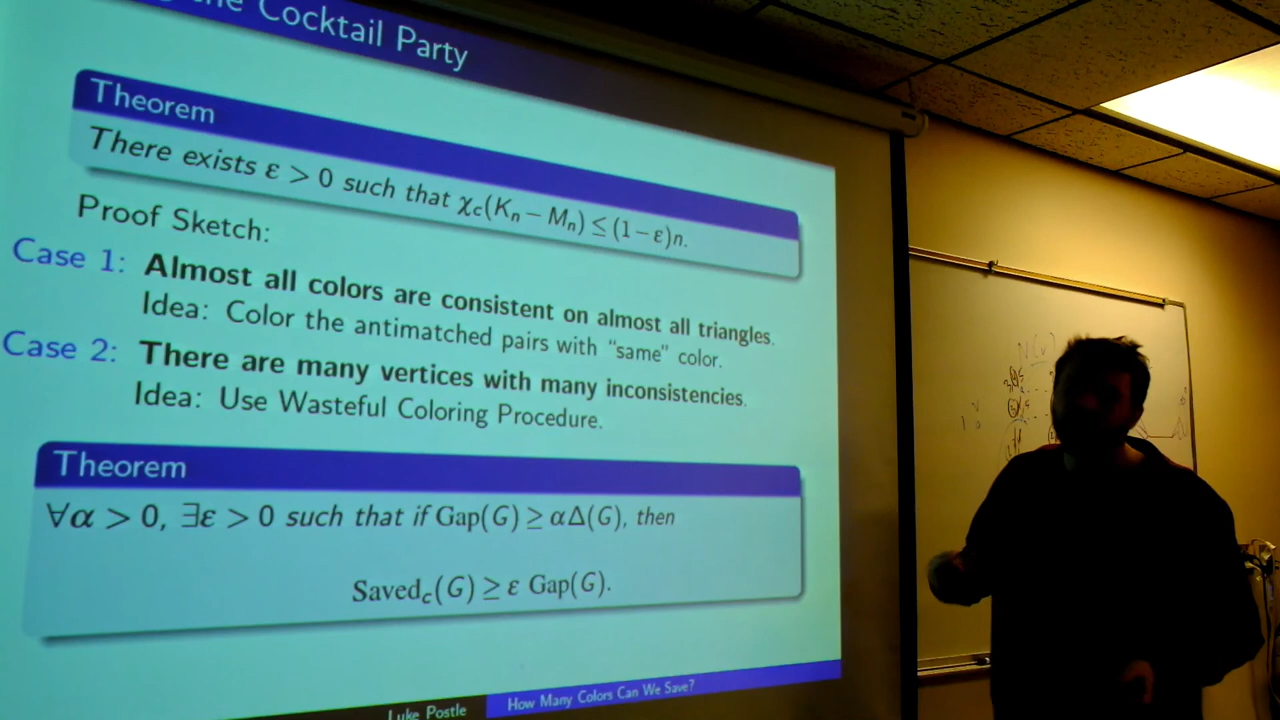 the Cocktail Party
Theorem
There exists ε > 0 such that χc(Kn − Mn) ≤ (1−ε)n.
Proof Sketch:
Case 1: Almost all colors are consistent on almost all triangles.
Idea: Color the antimatched pairs with "same" color.
Case 2: There are many vertices with many inconsistencies.
Idea: Use Wasteful Coloring Procedure.
Theorem
∀α > 0, ∃ε > 0 such that if Gap(G) ≥ αΔ(G), then
Savedc(G) ≥ ε Gap(G).
Luke Postle
How Many Colors Can We Save?
N(v)